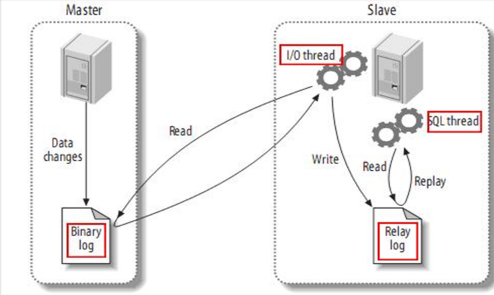 Master
Slave
I/O thread
SQL thread
Data
changes
Read
Write
Read
Replay
Binary
log
Relay
log